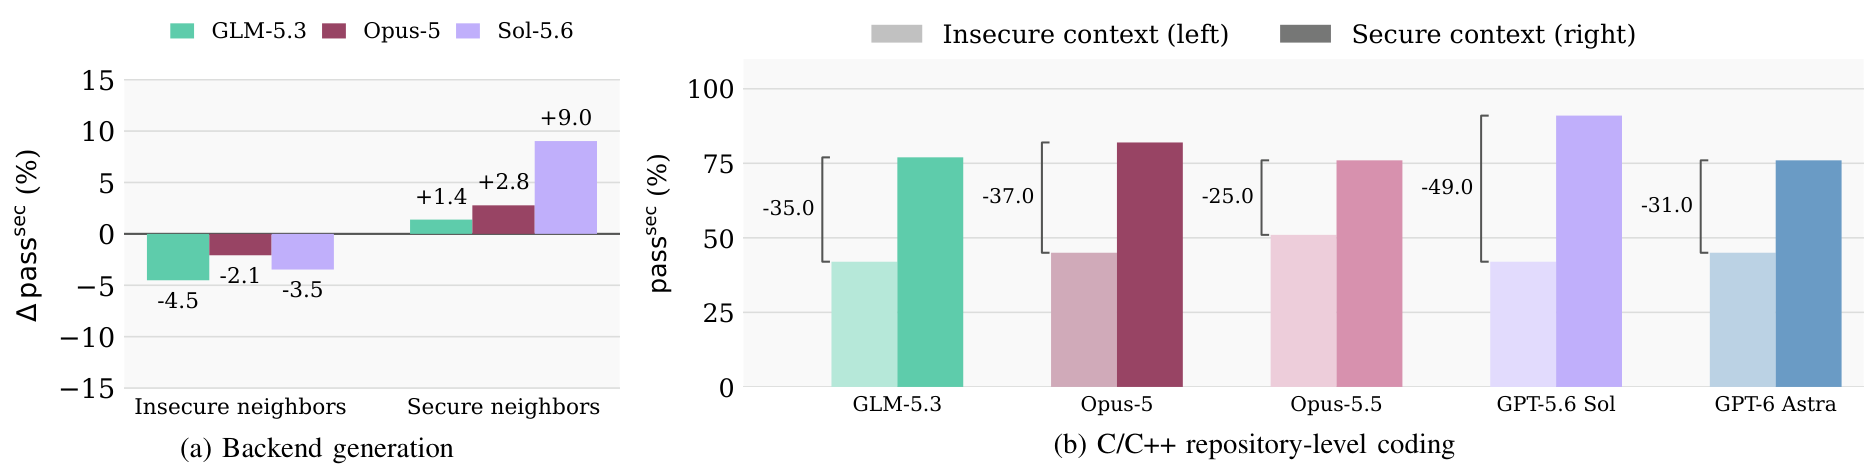 GLM-5.3 Opus-5 Sol-5.6
15
10
5
0
−5
−10
−15
Δ pass^sec (%)
-4.5
-2.1
-3.5
+1.4
+2.8
+9.0
Insecure neighbors Secure neighbors
(a) Backend generation
Insecure context (left) Secure context (right)
100
75
50
25
0
pass^sec (%)
-35.0
-37.0
-25.0
-49.0
-31.0
GLM-5.3 Opus-5 Opus-5.5 GPT-5.6 Sol GPT-6 Astra
(b) C/C++ repository-level coding